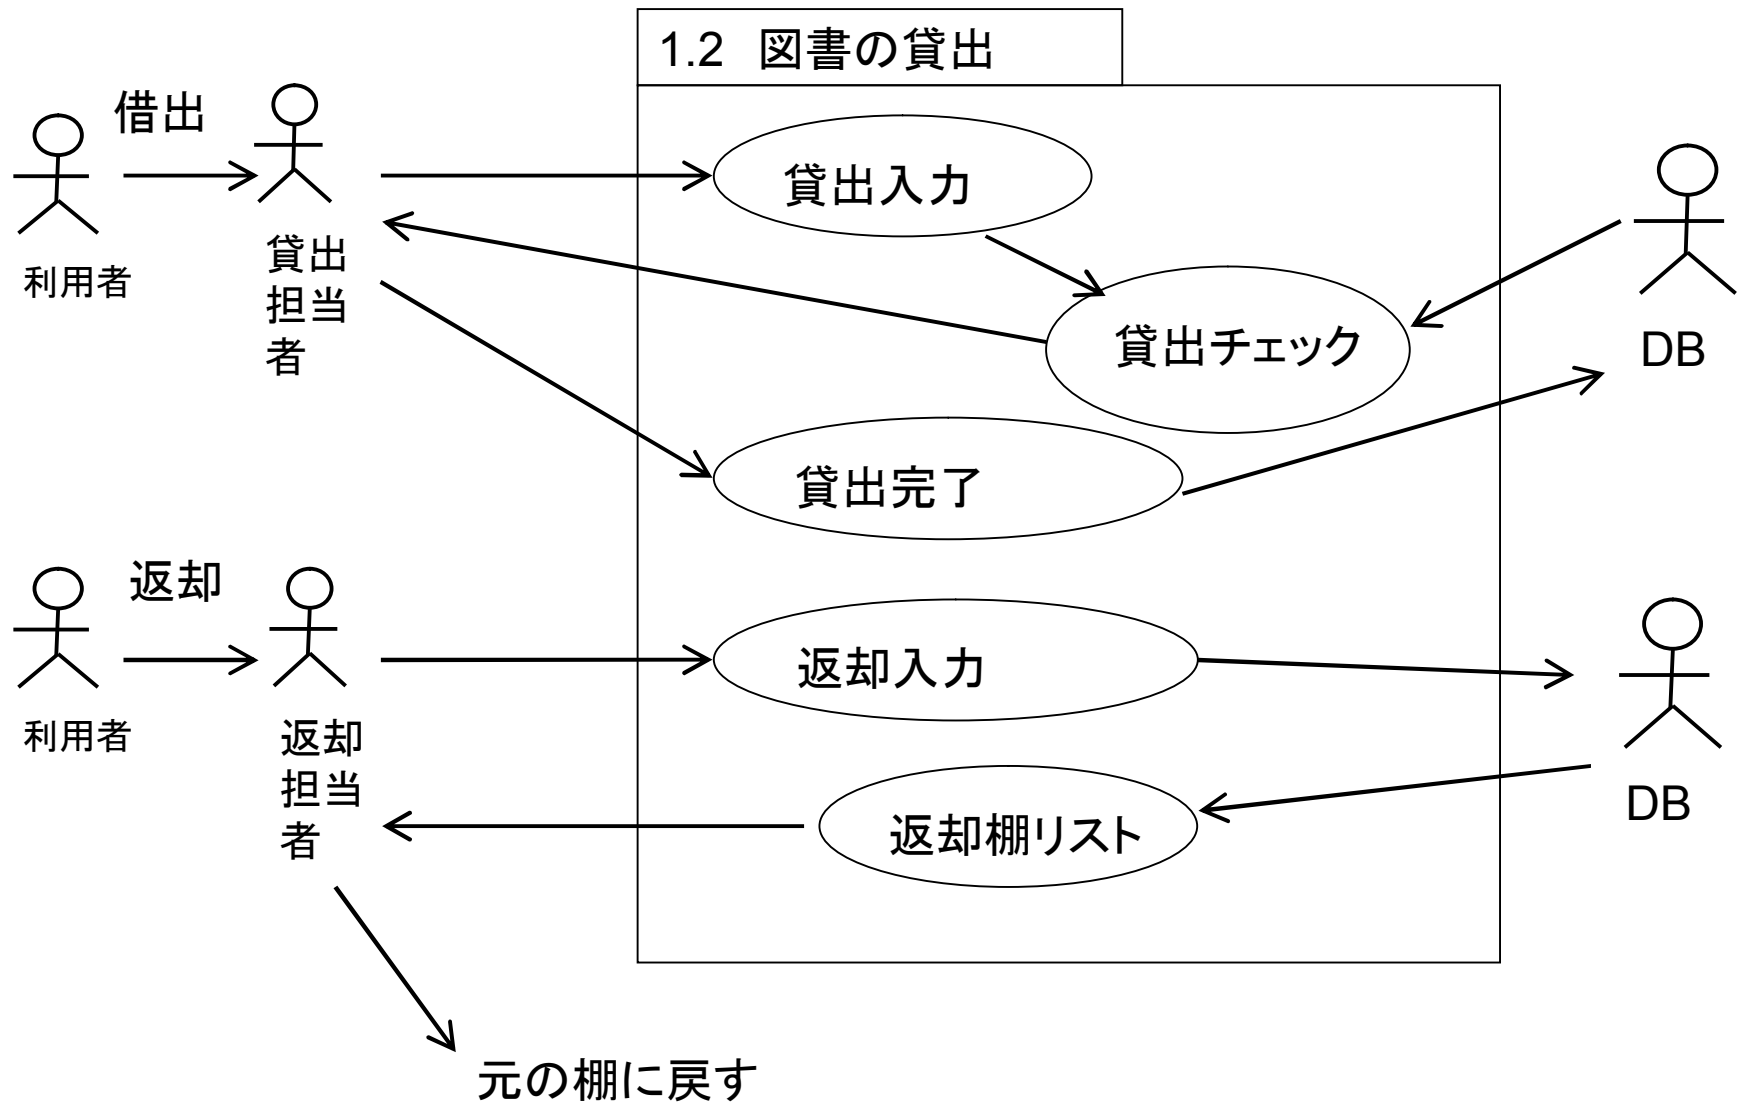 1.2 図書の貸出
借出
貸出入力
利用者
貸出
担当
者
貸出チェック
DB
貸出完了
返却
返却入力
利用者
返却
担当
者
DB
返却棚リスト
元の棚に戻す